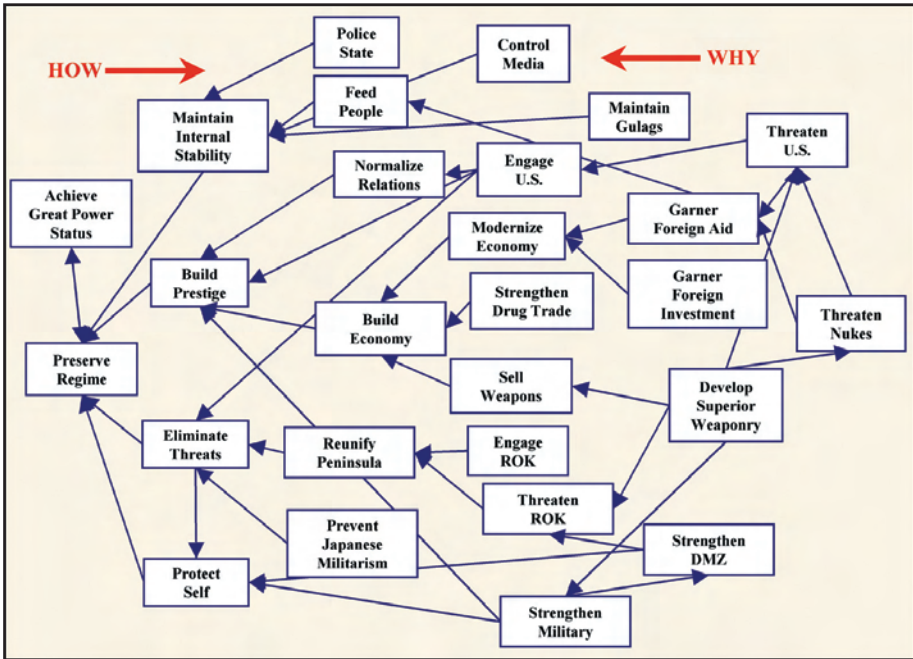 Police
State
Control
Media
HOW
WHY
Feed
People
Maintain
Internal
Stability
Maintain
Gulags
Threaten
U.S.
Normalize
Relations
Engage
U.S.
Achieve
Great Power
Status
Modernize
Economy
Garner
Foreign Aid
Build
Prestige
Strengthen
Drug Trade
Garner
Foreign
Investment
Build
Economy
Threaten
Nukes
Preserve
Regime
Sell
Weapons
Develop
Superior
Weaponry
Eliminate
Threats
Reunify
Peninsula
Engage
ROK
Threaten
ROK
Prevent
Japanese
Militarism
Strengthen
DMZ
Protect
Self
Strengthen
Military